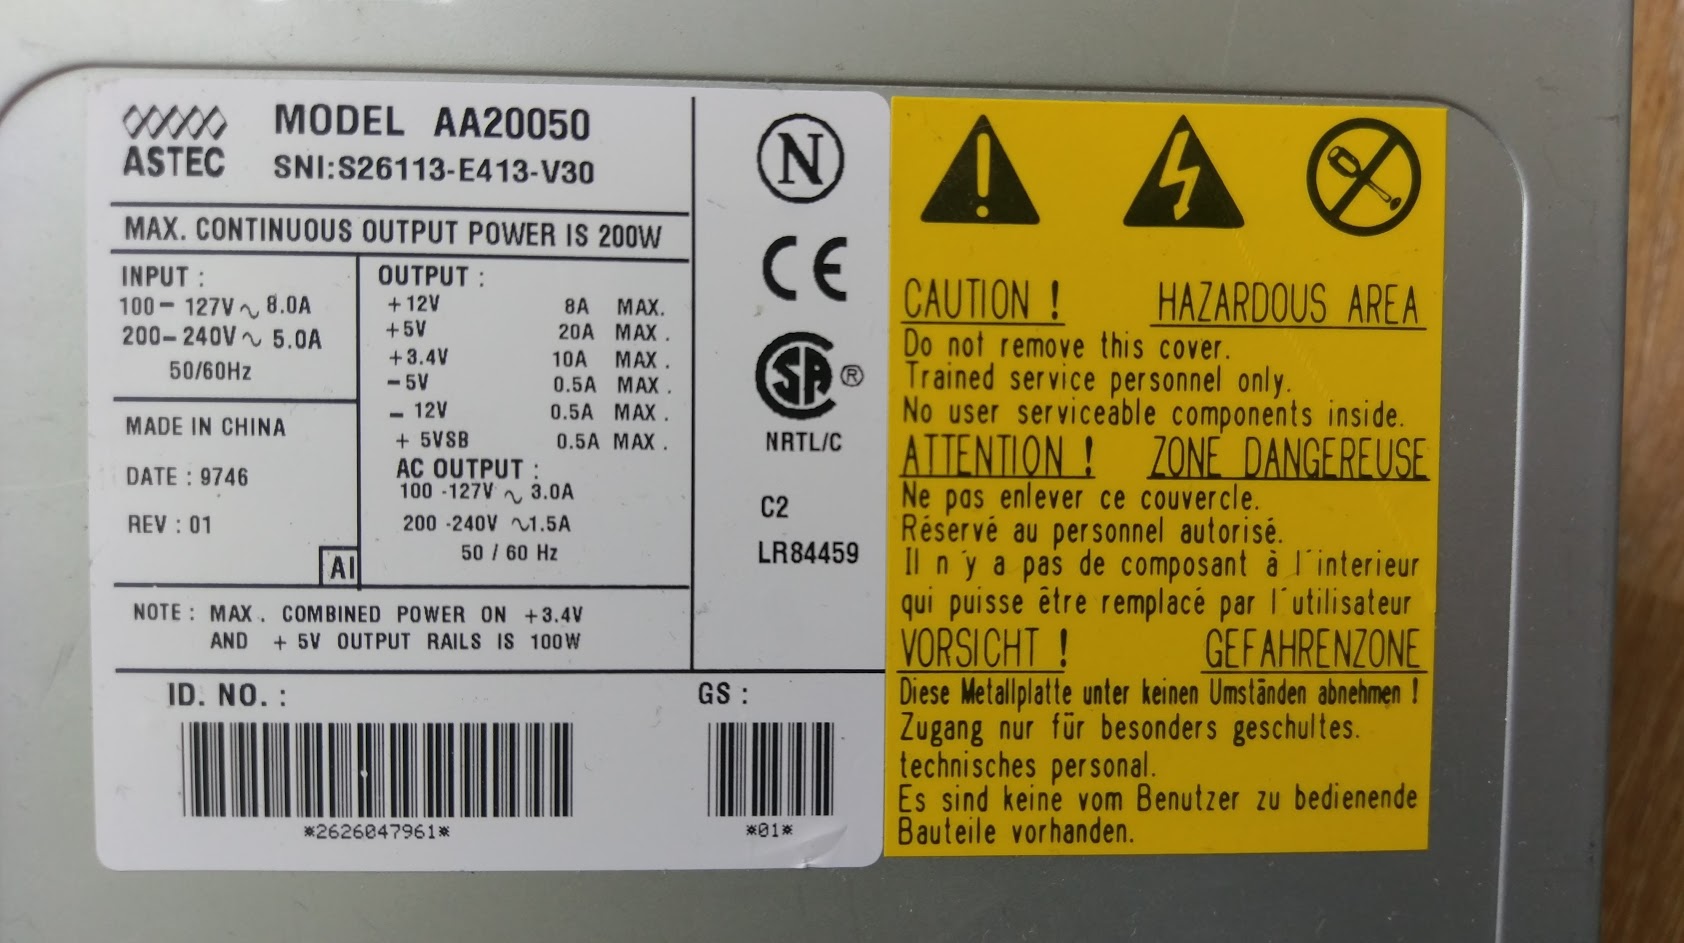 ASTEC
MODEL AA20050
SNI:S26113-E413-V30
MAX. CONTINUOUS OUTPUT POWER IS 200W
INPUT :
100- 127V ~ 8.0A
200-240V ~ 5.0A
50/60Hz
MADE IN CHINA
DATE : 9746
REV : 01
AI
OUTPUT :
+12V 8A MAX.
+5V 20A MAX.
+3.4V 10A MAX.
-5V 0.5A MAX.
- 12V 0.5A MAX.
+ 5VSB 0.5A MAX.
AC OUTPUT :
100 -127V ~ 3.0A
200 -240V ~1.5A
50 / 60 Hz
NOTE : MAX. COMBINED POWER ON +3.4V
AND + 5V OUTPUT RAILS IS 100W
N
CE
SA ®
NRTL/C
C2
LR84459
ID. NO. :
*2626047961*
GS :
*01*
CAUTION ! HAZARDOUS AREA
Do not remove this cover.
Trained service personnel only.
No user serviceable components inside.
ATTENTION ! ZONE DANGEREUSE
Ne pas enlever ce couvercle.
Réservé au personnel autorisé.
Il n'y a pas de composant à l'interieur
qui puisse être remplacé par l'utilisateur
VORSICHT ! GEFAHRENZONE
Diese Metallplatte unter keinen Umständen abnehmen !
Zugang nur für besonders geschultes.
technisches personal.
Es sind keine vom Benutzer zu bedienende
Bauteile vorhanden.